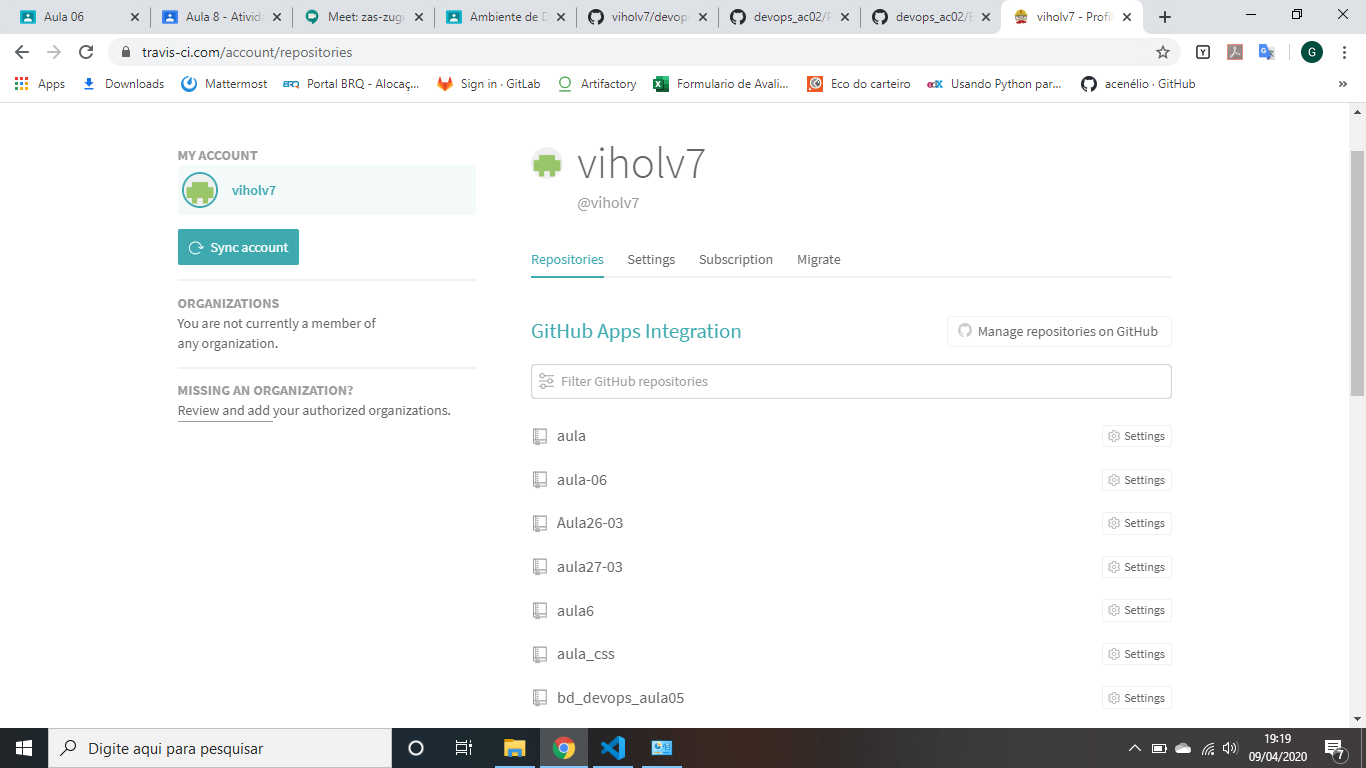 Aula 06
Aula 8 - Ativid
Meet: zas-zugi
Ambiente de D
viholv7/devops
devops_ac02/
devops_ac02/
viholv7 - Profil
travis-ci.com/account/repositories
G
Apps
Downloads
Mattermost
BRQ
Portal BRQ - Alocaç...
Sign in · GitLab
Artifactory
Formulario de Avali...
Eco do carteiro
edX
Usando Python par...
acenélio · GitHub
»
MY ACCOUNT
viholv7
Sync account
ORGANIZATIONS
You are not currently a member of
any organization.
MISSING AN ORGANIZATION?
Review and add your authorized organizations.
viholv7
@viholv7
Repositories Settings Subscription Migrate
GitHub Apps Integration
Manage repositories on GitHub
Filter GitHub repositories
aula Settings
aula-06 Settings
Aula26-03 Settings
aula27-03 Settings
aula6 Settings
aula_css Settings
bd_devops_aula05 Settings
Digite aqui para pesquisar
19:19
09/04/2020
7